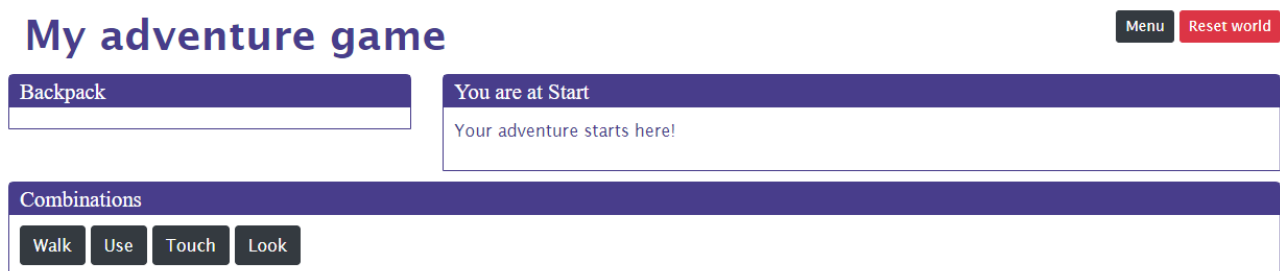 My adventure game
Menu Reset world
Backpack
You are at Start
Your adventure starts here!
Combinations
Walk Use Touch Look